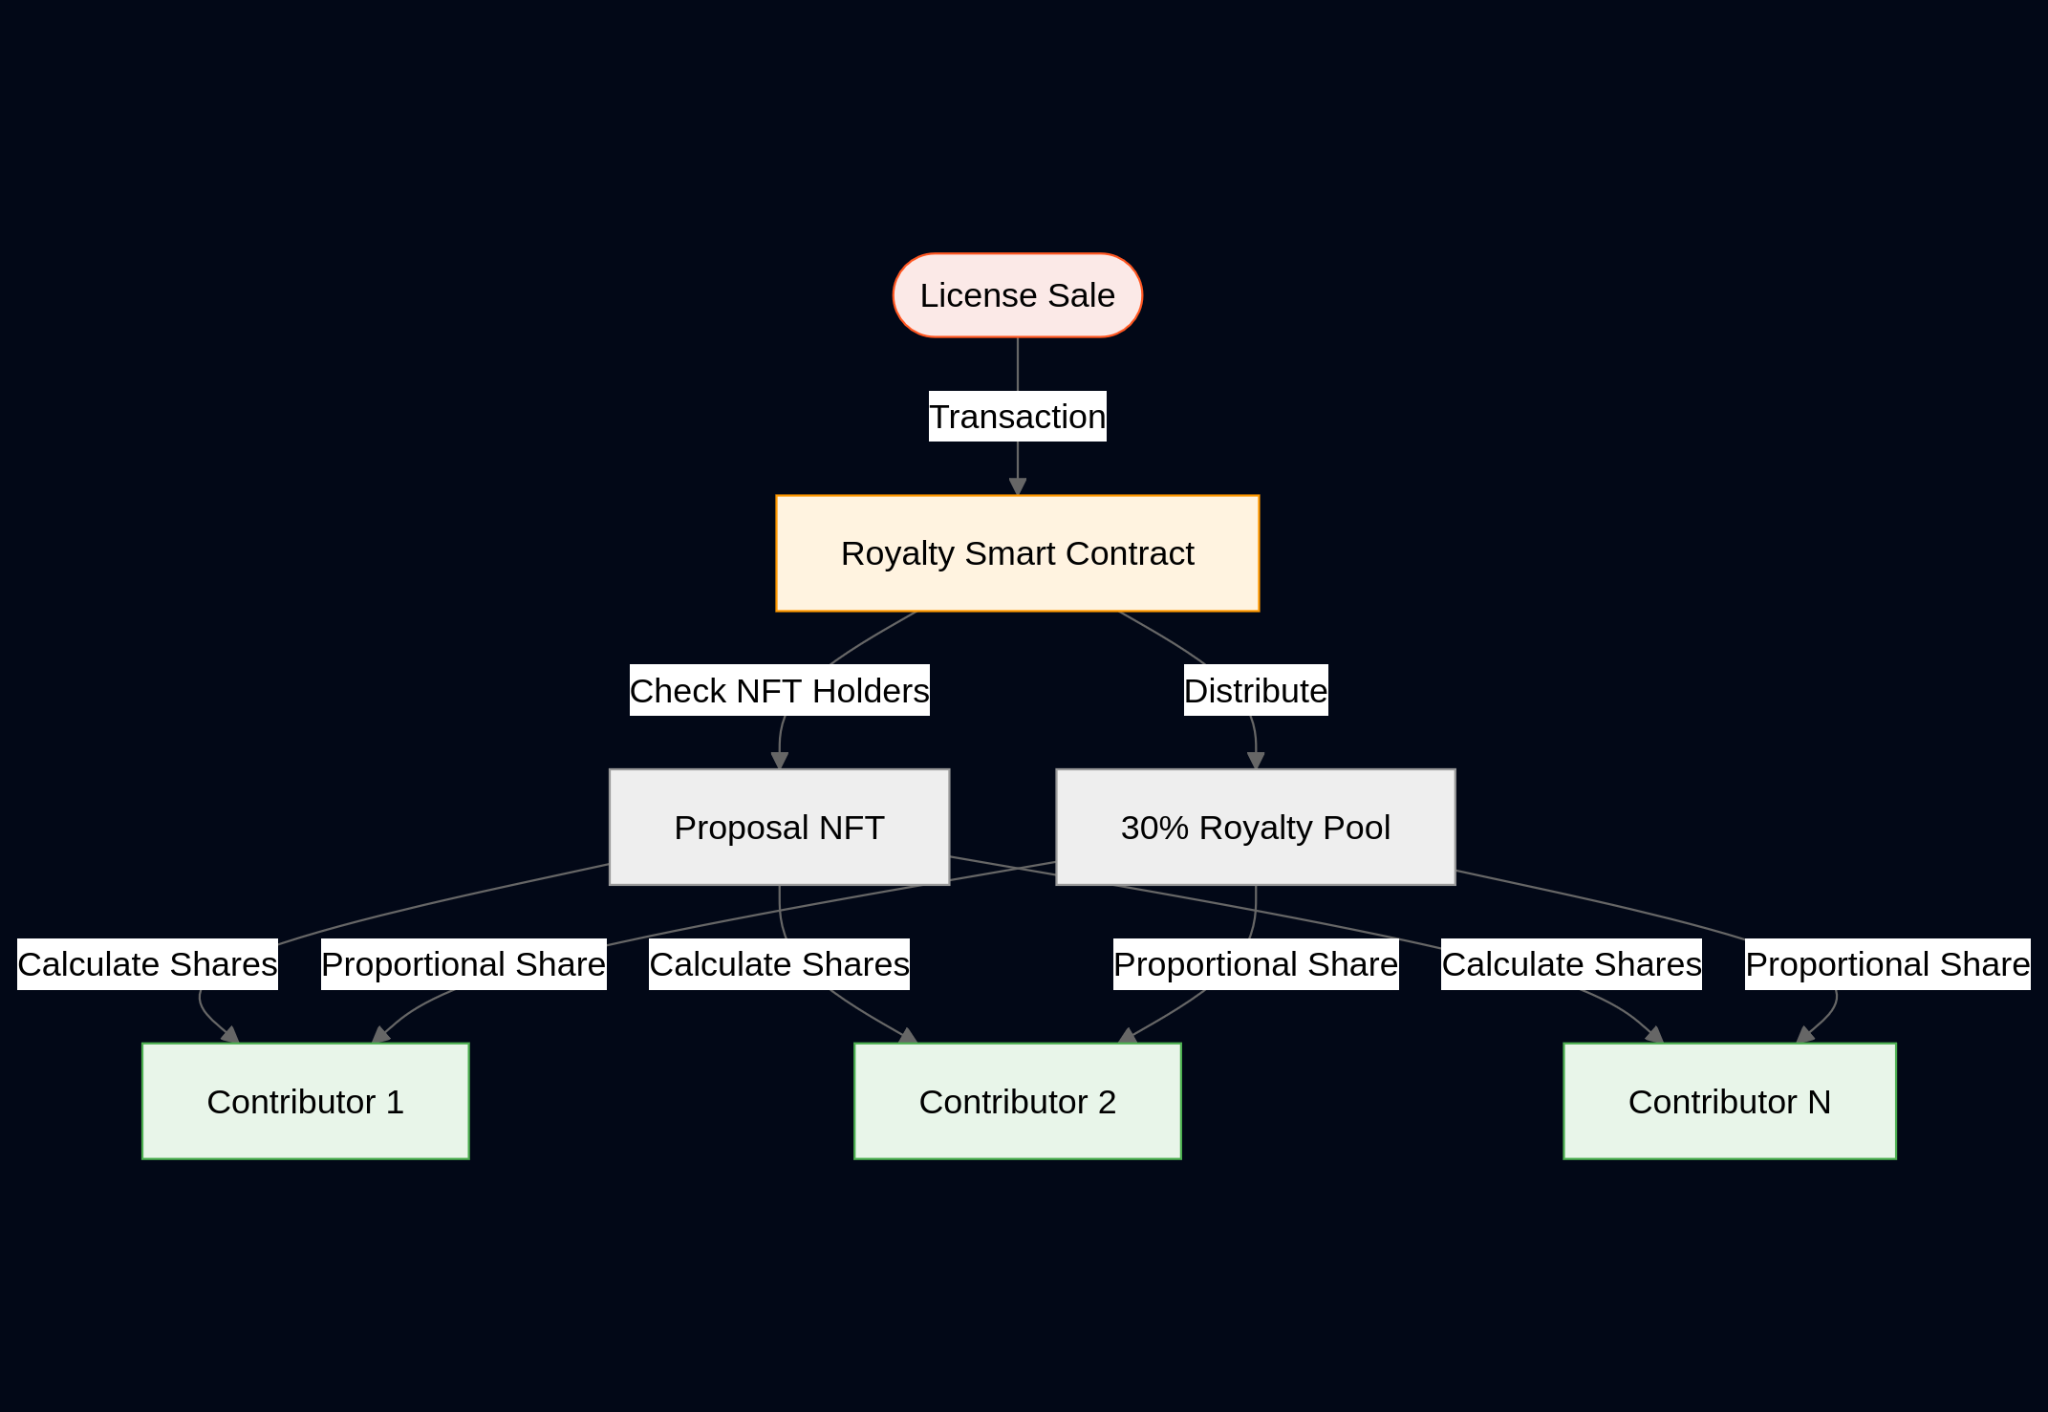 License Sale
Transaction
Royalty Smart Contract
Check NFT Holders
Distribute
Proposal NFT
30% Royalty Pool
Calculate Shares
Proportional Share
Calculate Shares
Proportional Share
Calculate Shares
Proportional Share
Contributor 1
Contributor 2
Contributor N